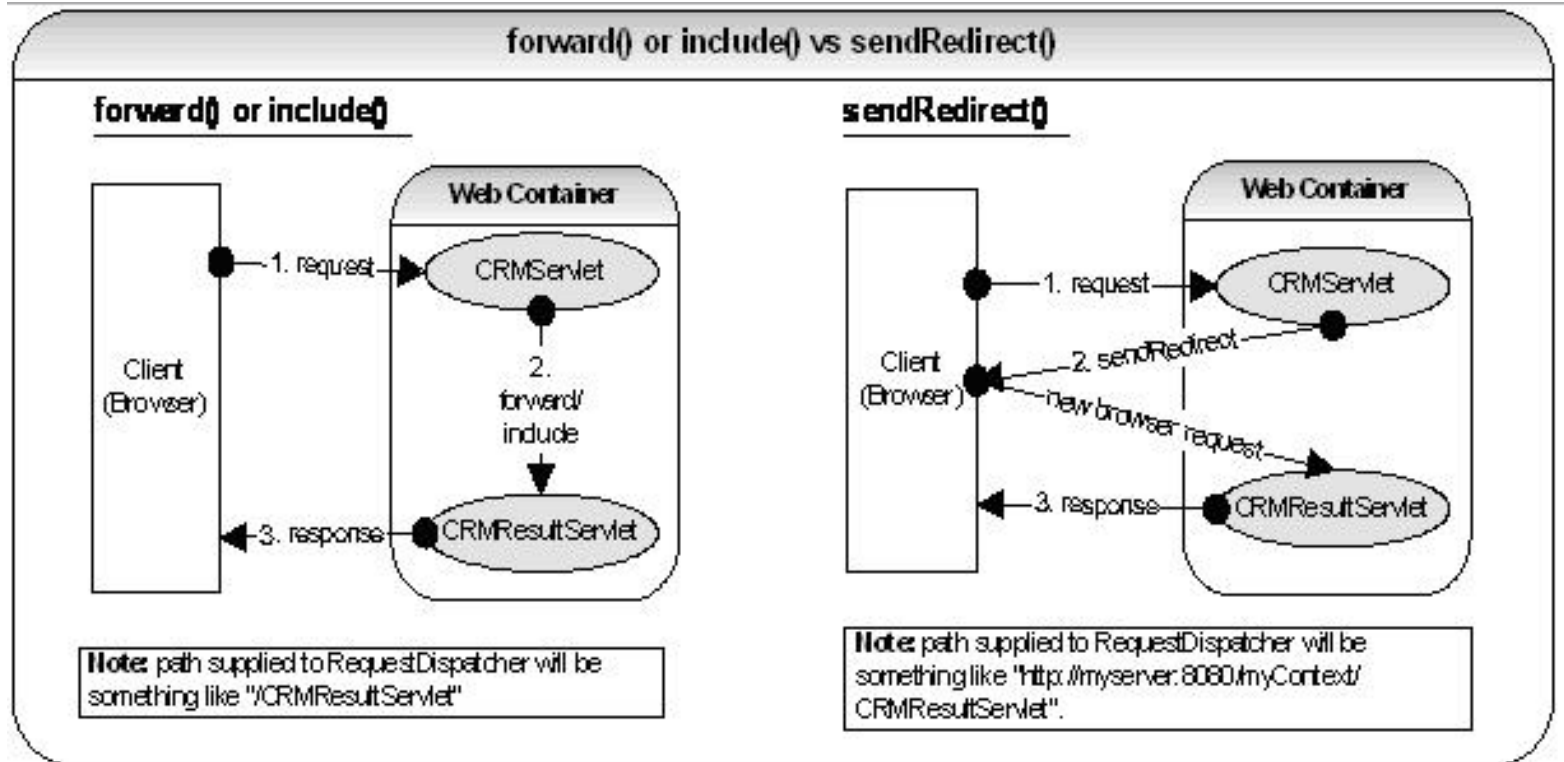 forward() or include() vs sendRedirect()
forward() or include()
Web Container
1. request
CRMServlet
Client
(Browser)
2.
forward/
include
3. response
CRMResultServlet
Note: path supplied to RequestDispatcher will be
something like "/CRMResultServlet"
sendRedirect()
Web Container
1. request
CRMServlet
2. sendRedirect
Client
(Browser)
new browser request
3. response
CRMResultServlet
Note: path supplied to RequestDispatcher will be
something like "http://myserver:8080/myContext/
CRMResultServlet".